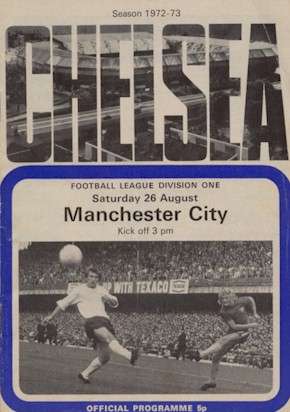 Season 1972-73
CHELSEA
FOOTBALL LEAGUE DIVISION ONE
Saturday 26 August
Manchester City
Kick off 3 pm
UP WITH TEXACO
OFFICIAL PROGRAMME 5p